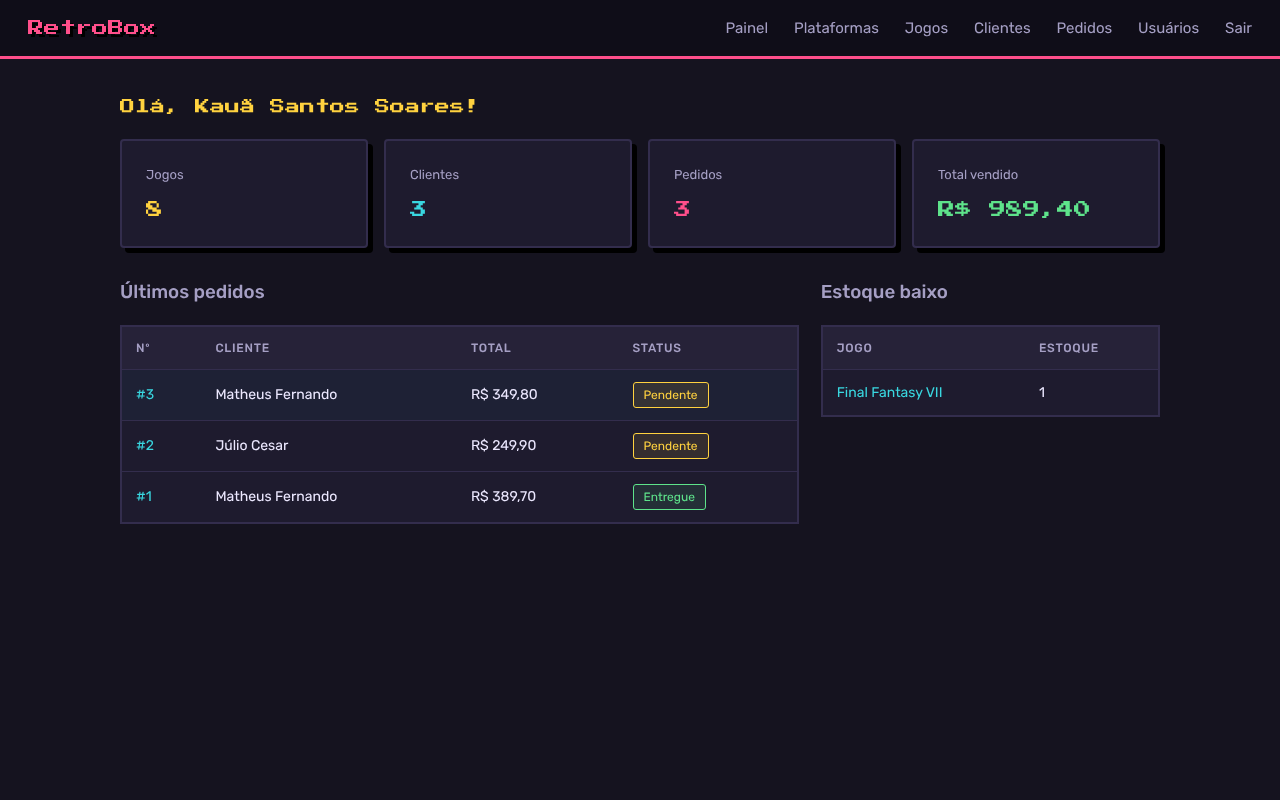 RetroBox
Painel Plataformas Jogos Clientes Pedidos Usuários Sair
Olá, Kauã Santos Soares!
Jogos
8
Clientes
3
Pedidos
3
Total vendido
R$ 989,40
Últimos pedidos
Nº CLIENTE TOTAL STATUS
#3 Matheus Fernando R$ 349,80 Pendente
#2 Júlio Cesar R$ 249,90 Pendente
#1 Matheus Fernando R$ 389,70 Entregue
Estoque baixo
JOGO ESTOQUE
Final Fantasy VII 1